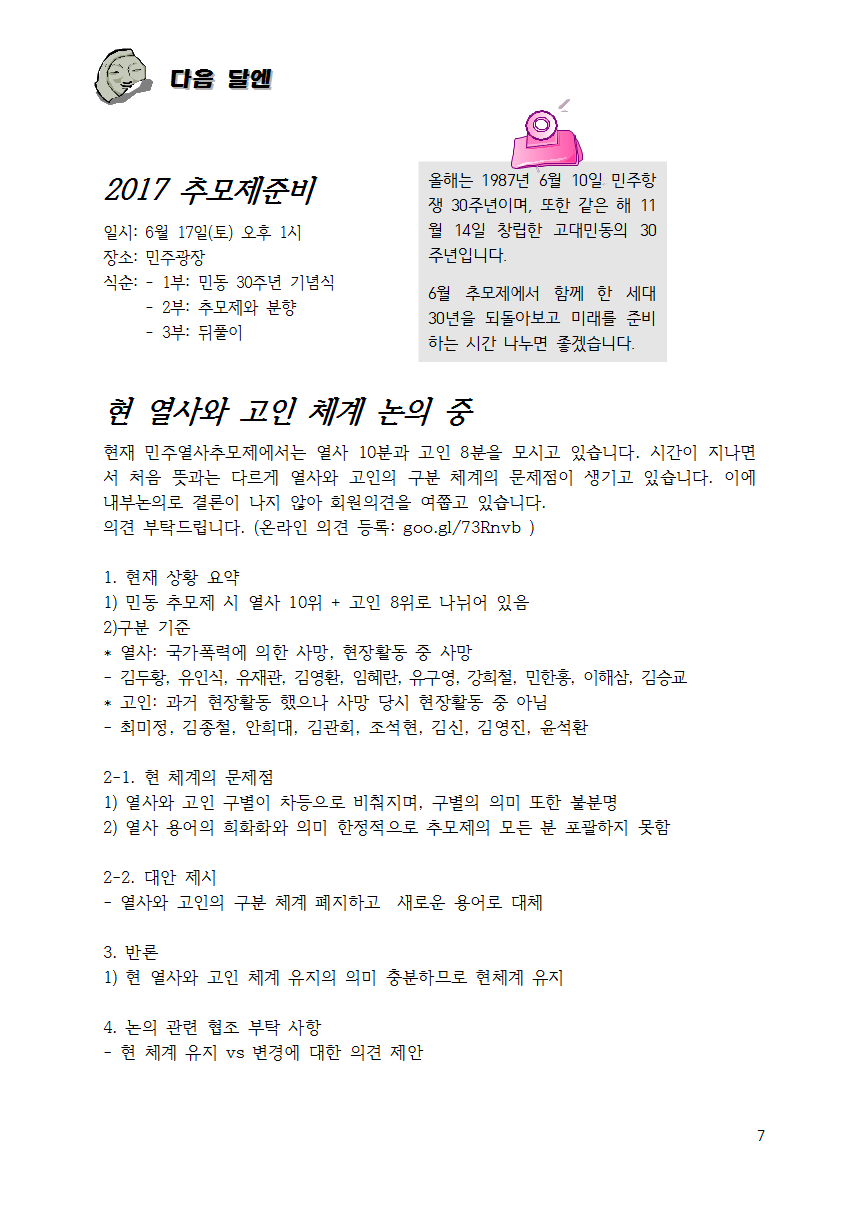 다음 달엔
2017 추모제준비
일시: 6월 17일(토) 오후 1시
장소: 민주광장
식순: - 1부: 민동 30주년 기념식
- 2부: 추모제와 분향
- 3부: 뒤풀이
올해는 1987년 6월 10일 민주항
쟁 30주년이며, 또한 같은 해 11
월 14일 창립한 고대민동의 30
주년입니다.
6월 추모제에서 함께 한 세대
30년을 되돌아보고 미래를 준비
하는 시간 나누면 좋겠습니다.
현 열사와 고인 체계 논의 중
현재 민주열사추모제에서는 열사 10분과 고인 8분을 모시고 있습니다. 시간이 지나면
서 처음 뜻과는 다르게 열사와 고인의 구분 체계의 문제점이 생기고 있습니다. 이에
내부논의로 결론이 나지 않아 회원의견을 여쭙고 있습니다.
의견 부탁드립니다. (온라인 의견 등록: goo.gl/73Rnvb )
1. 현재 상황 요약
1) 민동 추모제 시 열사 10위 + 고인 8위로 나뉘어 있음
2)구분 기준
* 열사: 국가폭력에 의한 사망, 현장활동 중 사망
- 김두황, 유인식, 유재관, 김영환, 임혜란, 유구영, 강희철, 민한홍, 이해삼, 김승교
* 고인: 과거 현장활동 했으나 사망 당시 현장활동 중 아님
- 최미정, 김종철, 안희대, 김관회, 조석현, 김신, 김영진, 윤석환
2-1. 현 체계의 문제점
1) 열사와 고인 구별이 차등으로 비춰지며, 구별의 의미 또한 불분명
2) 열사 용어의 희화화와 의미 한정적으로 추모제의 모든 분 포괄하지 못함
2-2. 대안 제시
- 열사와 고인의 구분 체계 폐지하고 새로운 용어로 대체
3. 반론
1) 현 열사와 고인 체계 유지의 의미 충분하므로 현체계 유지
4. 논의 관련 협조 부탁 사항
- 현 체계 유지 vs 변경에 대한 의견 제안
7